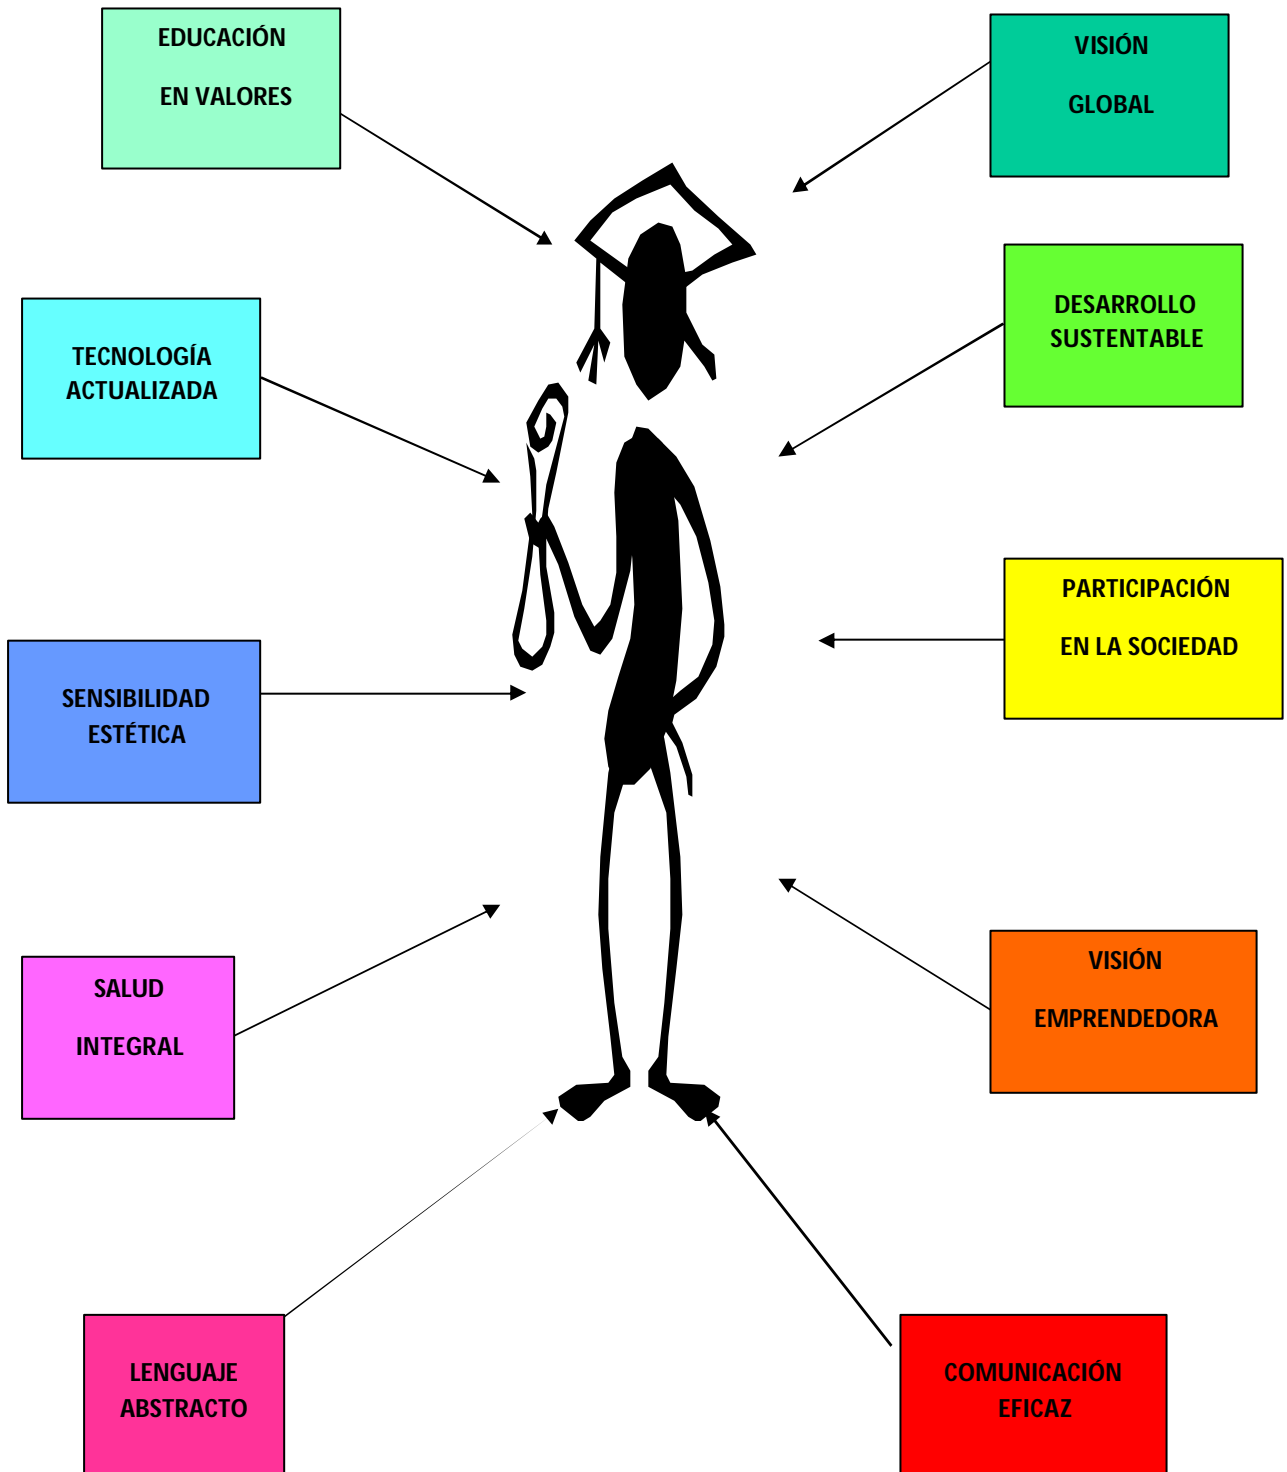 EDUCACIÓN
EN VALORES
VISIÓN
GLOBAL
TECNOLOGÍA
ACTUALIZADA
DESARROLLO
SUSTENTABLE
SENSIBILIDAD
ESTÉTICA
PARTICIPACIÓN
EN LA SOCIEDAD
SALUD
INTEGRAL
VISIÓN
EMPRENDEDORA
LENGUAJE
ABSTRACTO
COMUNICACIÓN
EFICAZ